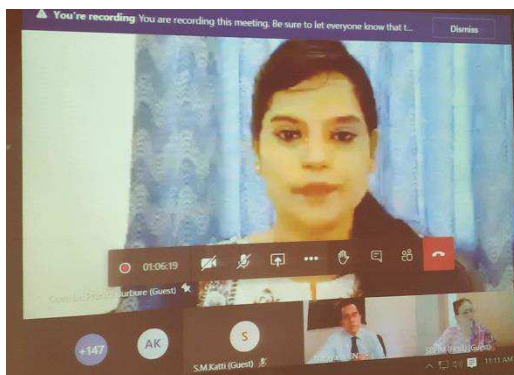 You're recording You are recording this meeting. Be sure to let everyone know that t...
Dismiss
01:06:19
(Guest)
+147
AK
S
S.M.Katti (Guest)
11:11 AM